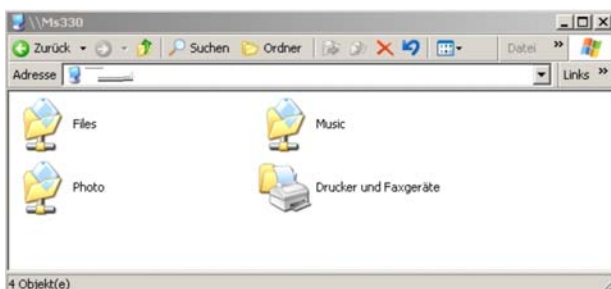 \\Ms330
Zurück Suchen Ordner Datei »
Adresse Links »
Files Music
Photo Drucker und Faxgeräte
4 Objekt(e)